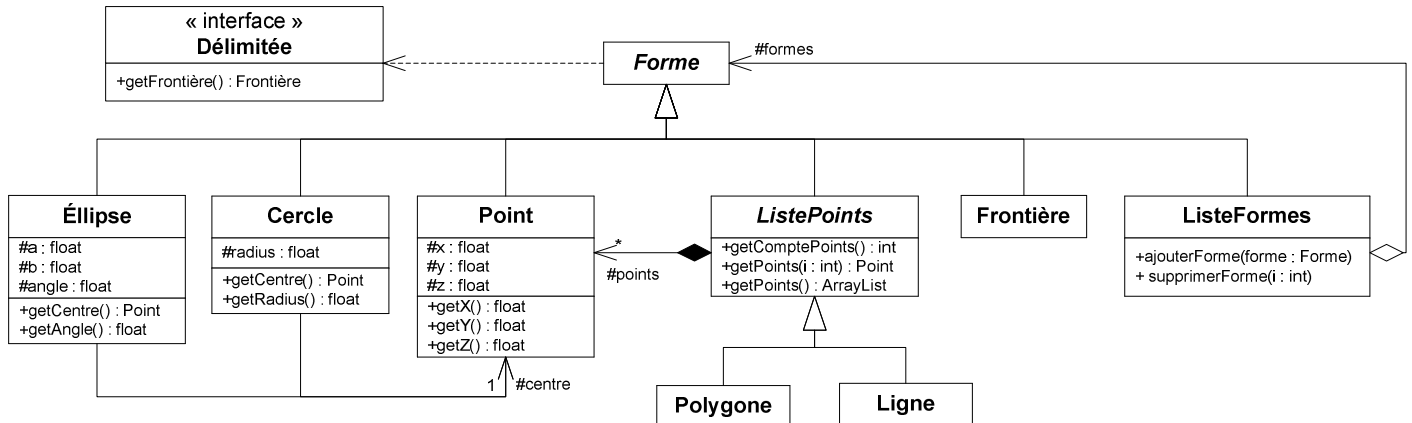 « interface »
Délimitée
+getFrontière() : Frontière
Forme
#formes
Éllipse
#a : float
#b : float
#angle : float
+getCentre() : Point
+getAngle() : float
Cercle
#radius : float
+getCentre() : Point
+getRadius() : float
Point
#x : float
#y : float
#z : float
+getX() : float
+getY() : float
+getZ() : float
*
#points
ListePoints
+getComptePoints() : int
+getPoints(i : int) : Point
+getPoints() : ArrayList
Frontière
ListeFormes
+ajouterForme(forme : Forme)
+ supprimerForme(i : int)
1
#centre
Polygone
Ligne